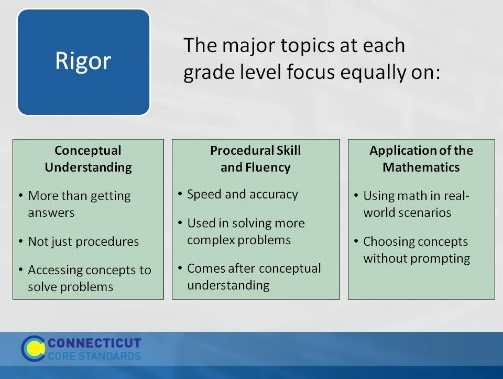 Rigor
The major topics at each
grade level focus equally on:
Conceptual
Understanding
• More than getting
answers
• Not just procedures
• Accessing concepts to
solve problems
Procedural Skill
and Fluency
• Speed and accuracy
• Used in solving more
complex problems
• Comes after conceptual
understanding
Application of the
Mathematics
• Using math in real-
world scenarios
• Choosing concepts
without prompting
CONNECTICUT
CORE STANDARDS